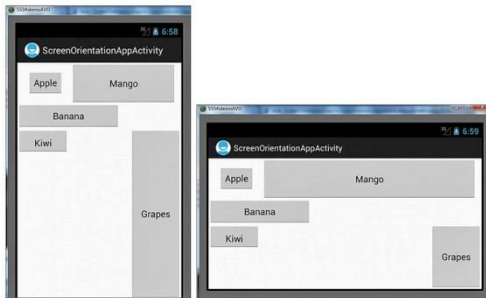 6:58
ScreenOrientationAppActivity
Apple
Mango
Banana
Kiwi
Grapes
6:59
ScreenOrientationAppActivity
Apple
Mango
Banana
Kiwi
Grapes